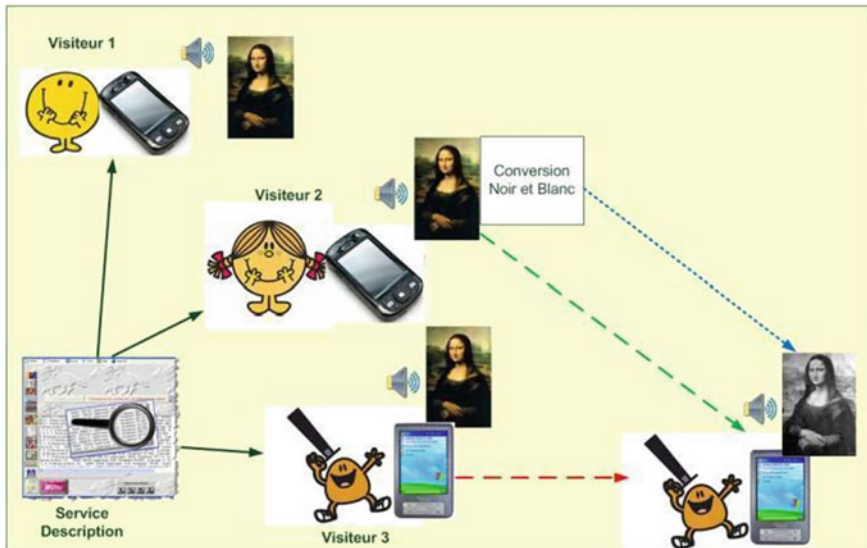 Visiteur 1
Conversion
Noir et Blanc
Visiteur 2
Service
Description
Visiteur 3